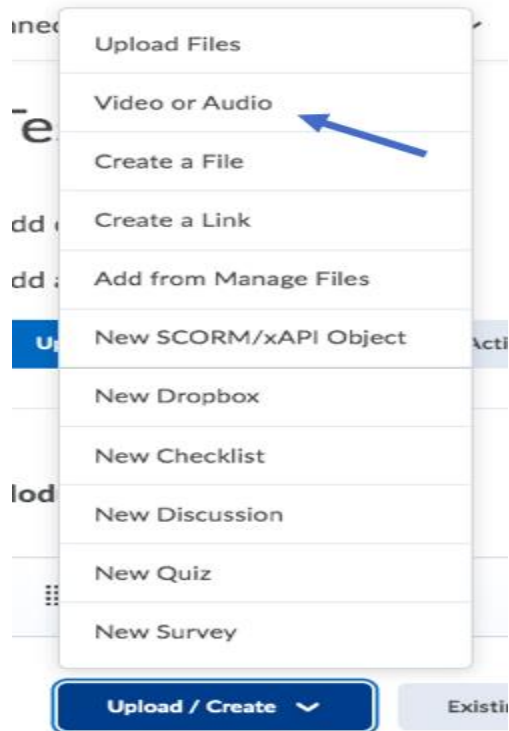 Upload Files
Video or Audio
Create a File
Create a Link
Add from Manage Files
New SCORM/xAPI Object
New Dropbox
New Checklist
New Discussion
New Quiz
New Survey
Upload / Create